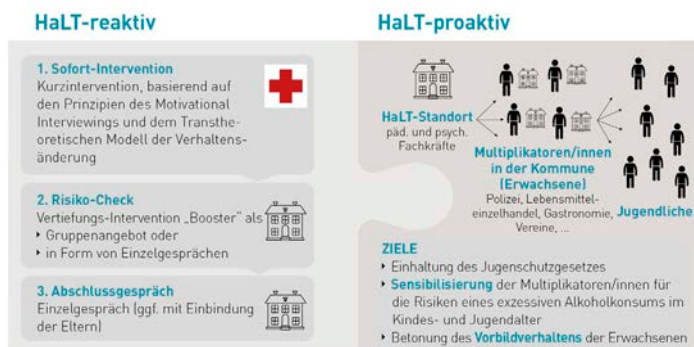 HaLT-reaktiv
1. Sofort-Intervention
Kurzintervention, basierend auf
den Prinzipien des Motivational
Interviewings und dem Transthe-
oretischen Modell der Verhaltens-
änderung
2. Risiko-Check
Vertiefungs-Intervention „Booster" als
‣ Gruppenangebot oder
‣ in Form von Einzelgesprächen
3. Abschlussgespräch
Einzelgespräch (ggf. mit Einbindung
der Eltern)
HaLT-proaktiv
HaLT-Standort
päd. und psych.
Fachkräfte
Multiplikatoren/innen
in der Kommune
(Erwachsene)
Polizei, Lebensmittel-
einzelhandel, Gastronomie,
Vereine, ...
Jugendliche
ZIELE
‣ Einhaltung des Jugenschutzgesetzes
‣ Sensibilisierung der Multiplikatoren/innen für
die Risiken eines exzessiven Alkoholkonsums im
Kindes- und Jugendalter
‣ Betonung des Vorbildverhaltens der Erwachsenen